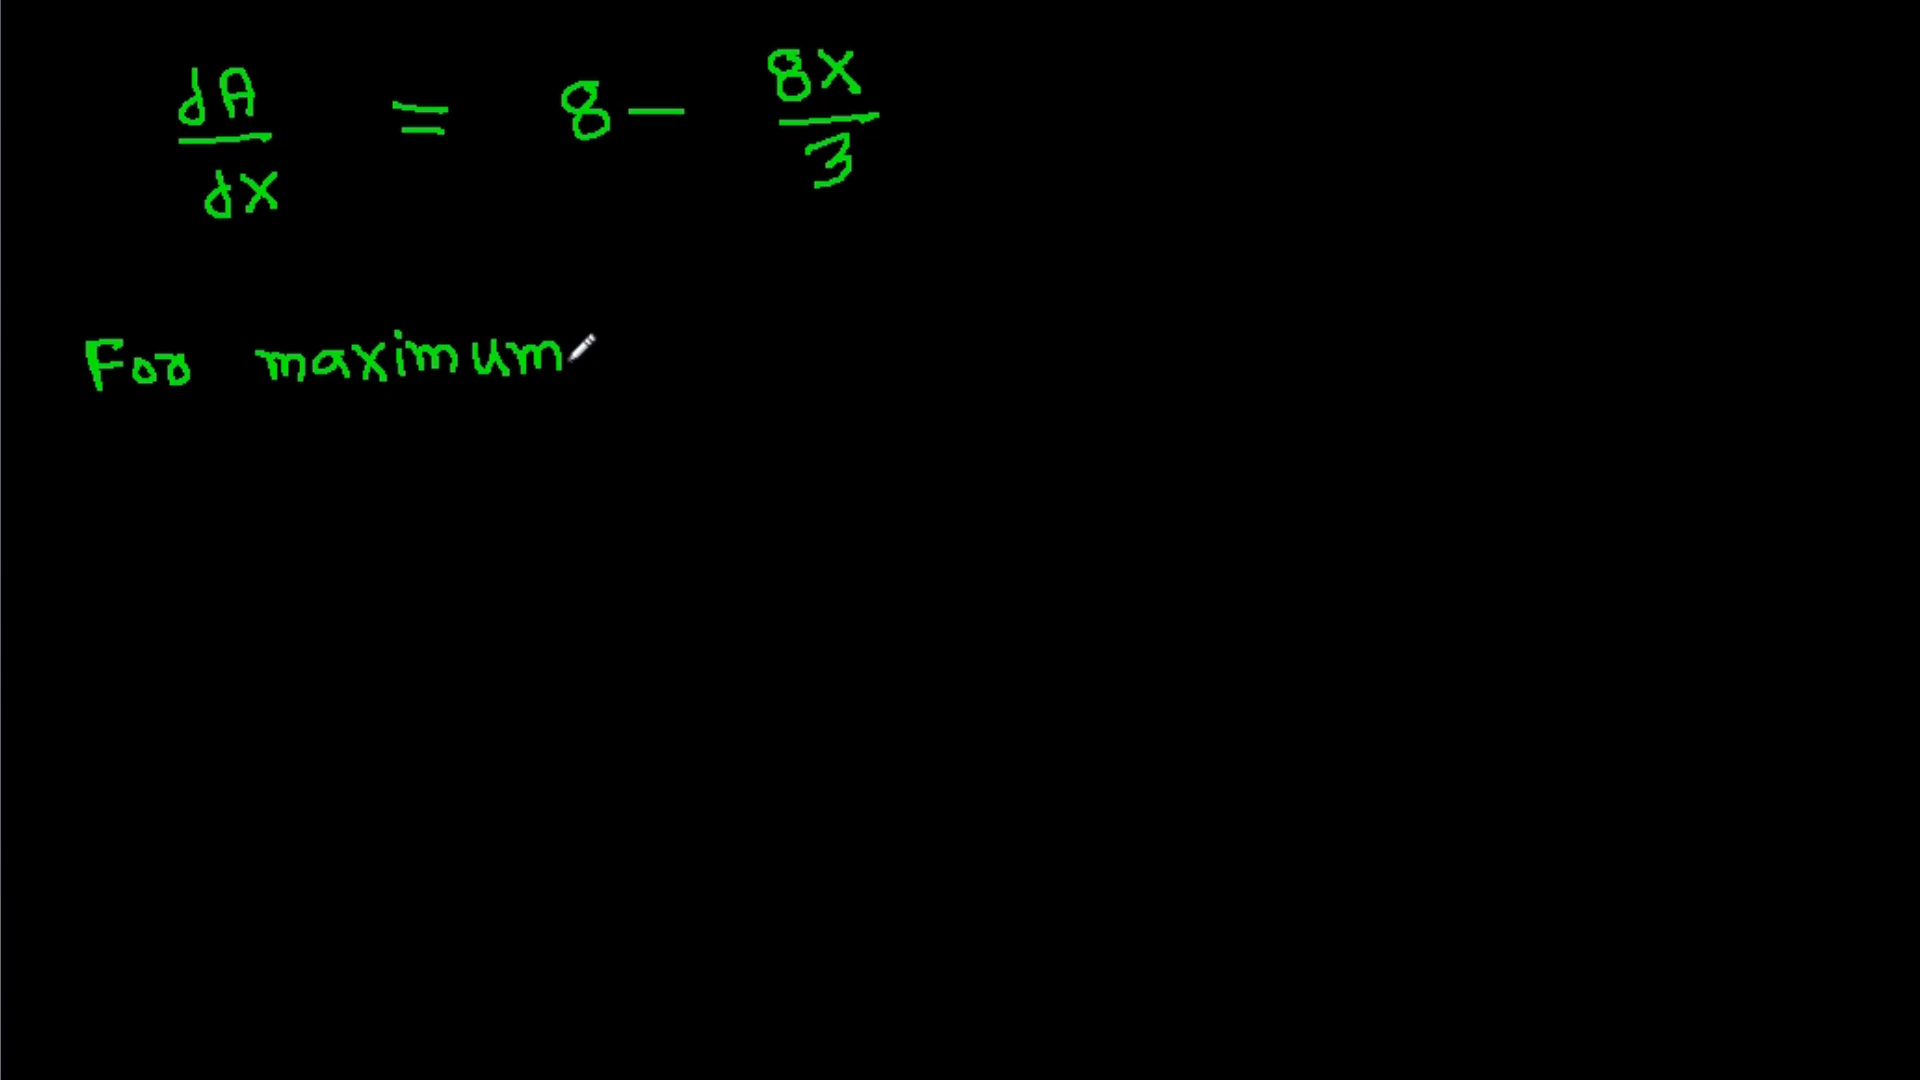 dA/dx = 8 - 8x/3
For maximum